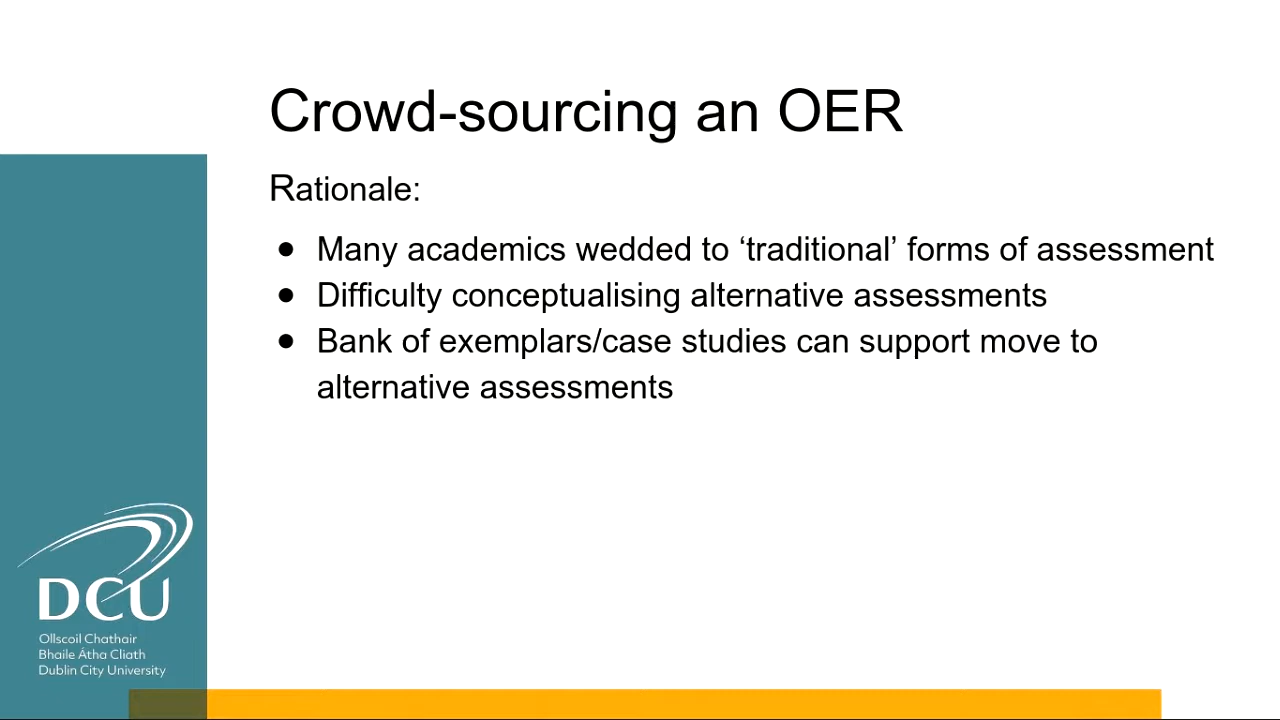 Crowd-sourcing an OER
Rationale:
● Many academics wedded to ‘traditional’ forms of assessment
● Difficulty conceptualising alternative assessments
● Bank of exemplars/case studies can support move to
alternative assessments
DCU
Ollscoil Chathair
Bhaile Átha Cliath
Dublin City University